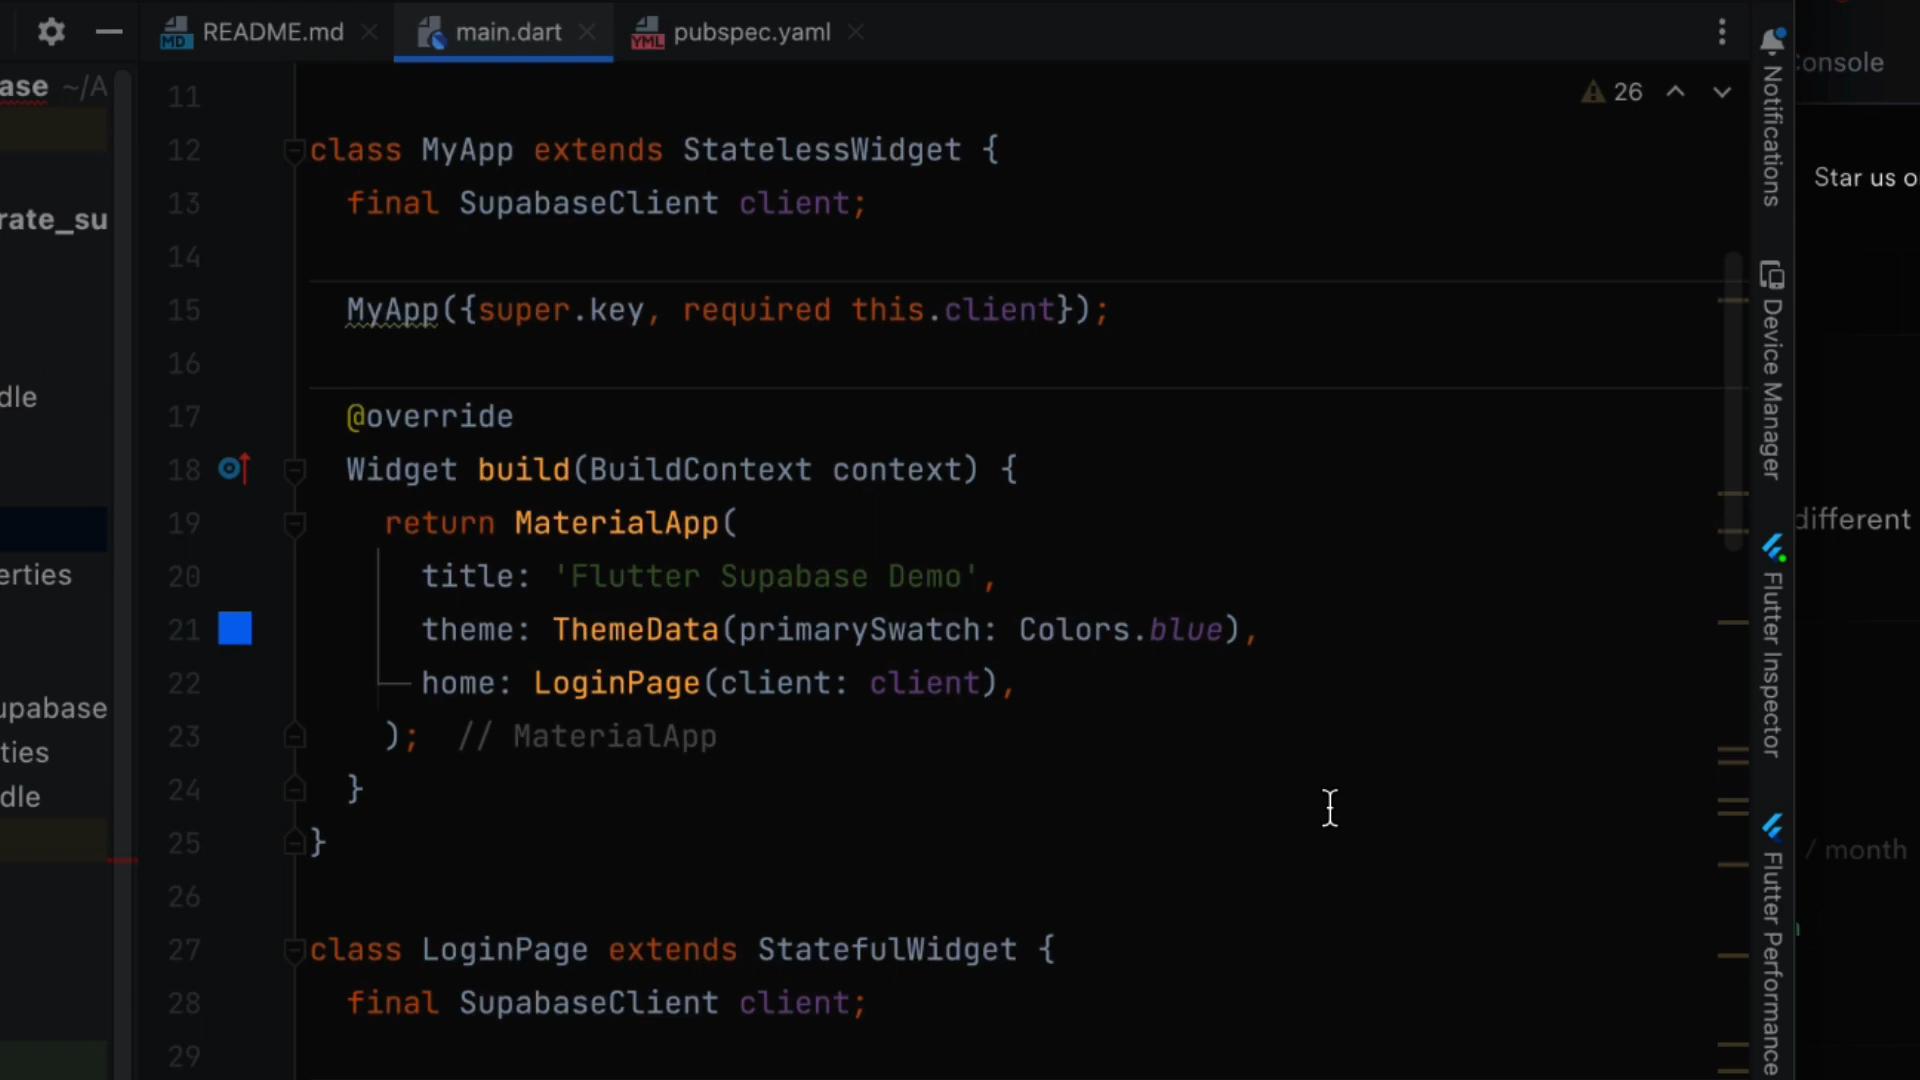 README.md
main.dart
pubspec.yaml
onsole
ase ~/A
26
11
12 class MyApp extends StatelessWidget {
13 final SupabaseClient client;
14
15 MyApp({super.key, required this.client});
16
17 @override
18 Widget build(BuildContext context) {
19 return MaterialApp(
20 title: 'Flutter Supabase Demo',
21 theme: ThemeData(primarySwatch: Colors.blue),
22 home: LoginPage(client: client),
23 ); // MaterialApp
24 }
25 }
26
27 class LoginPage extends StatefulWidget {
28 final SupabaseClient client;
29
rate_su
dle
erties
upabase
ties
dle
Notifications
Device Manager
Flutter Inspector
Flutter Performance
Star us o
different
/ month
MD
YML